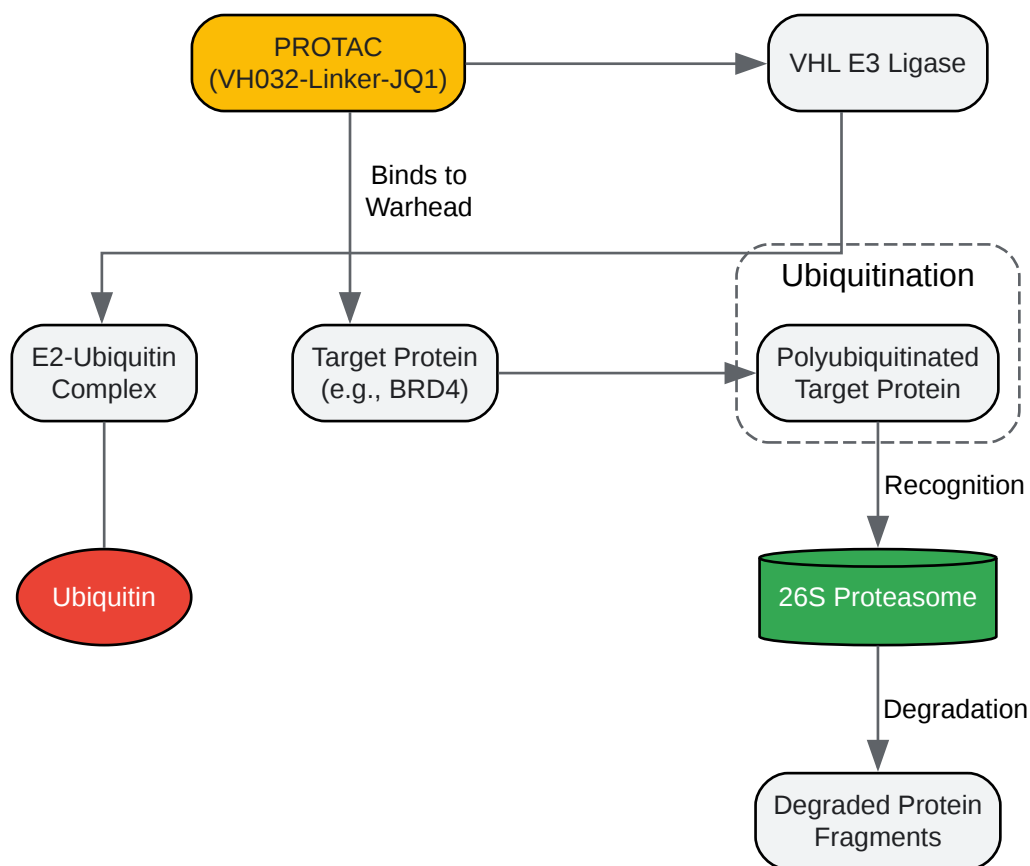 PROTAC
(VH032-Linker-JQ1)
VHL E3 Ligase
Binds to
Warhead
Ubiquitination
E2-Ubiquitin
Complex
Target Protein
(e.g., BRD4)
Polyubiquitinated
Target Protein
Recognition
Ubiquitin
26S Proteasome
Degradation
Degraded Protein
Fragments